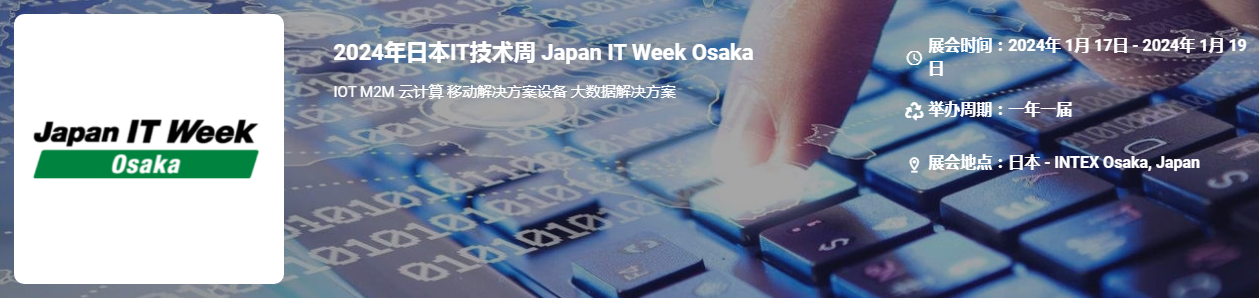 Japan IT Week
Osaka
2024年日本IT技术周 Japan IT Week Osaka
IOT M2M 云计算 移动解决方案设备 大数据解决方案
展会时间：2024年 1月 17日 - 2024年 1月 19
日
举办周期：一年一届
展会地点：日本 - INTEX Osaka, Japan